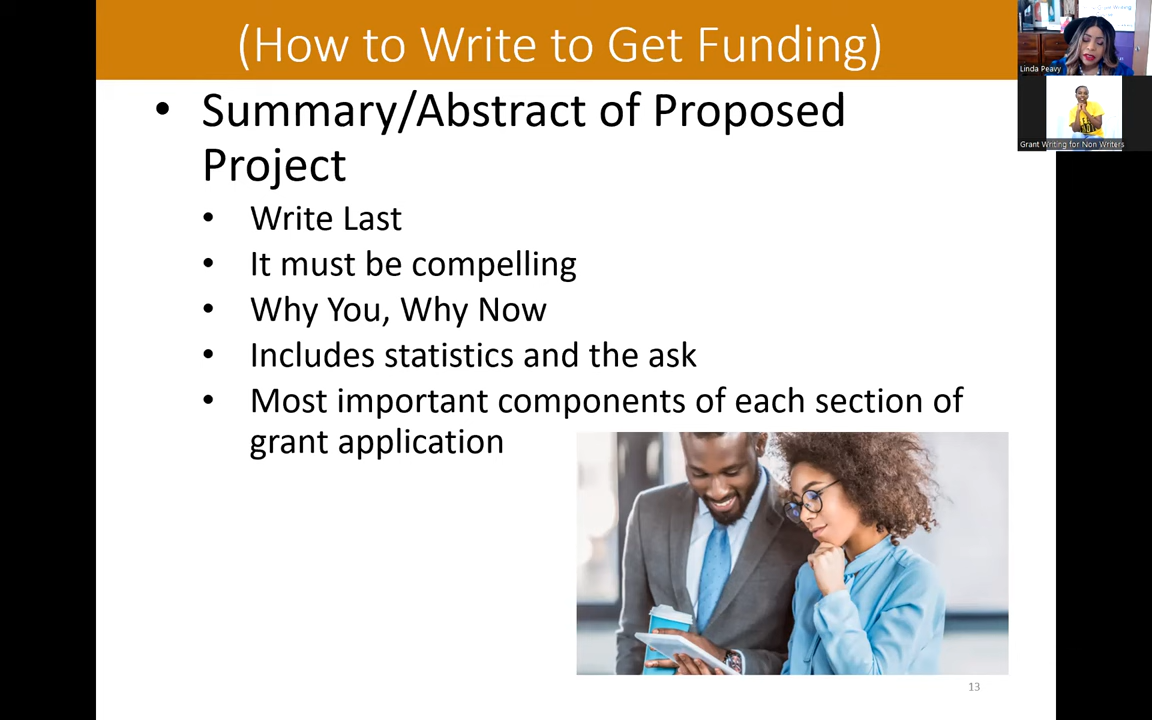 (How to Write to Get Funding)
• Summary/Abstract of Proposed
Project
• Write Last
• It must be compelling
• Why You, Why Now
• Includes statistics and the ask
• Most important components of each section of
grant application
13
Linda Peavy
Grant Writing for Non Writers